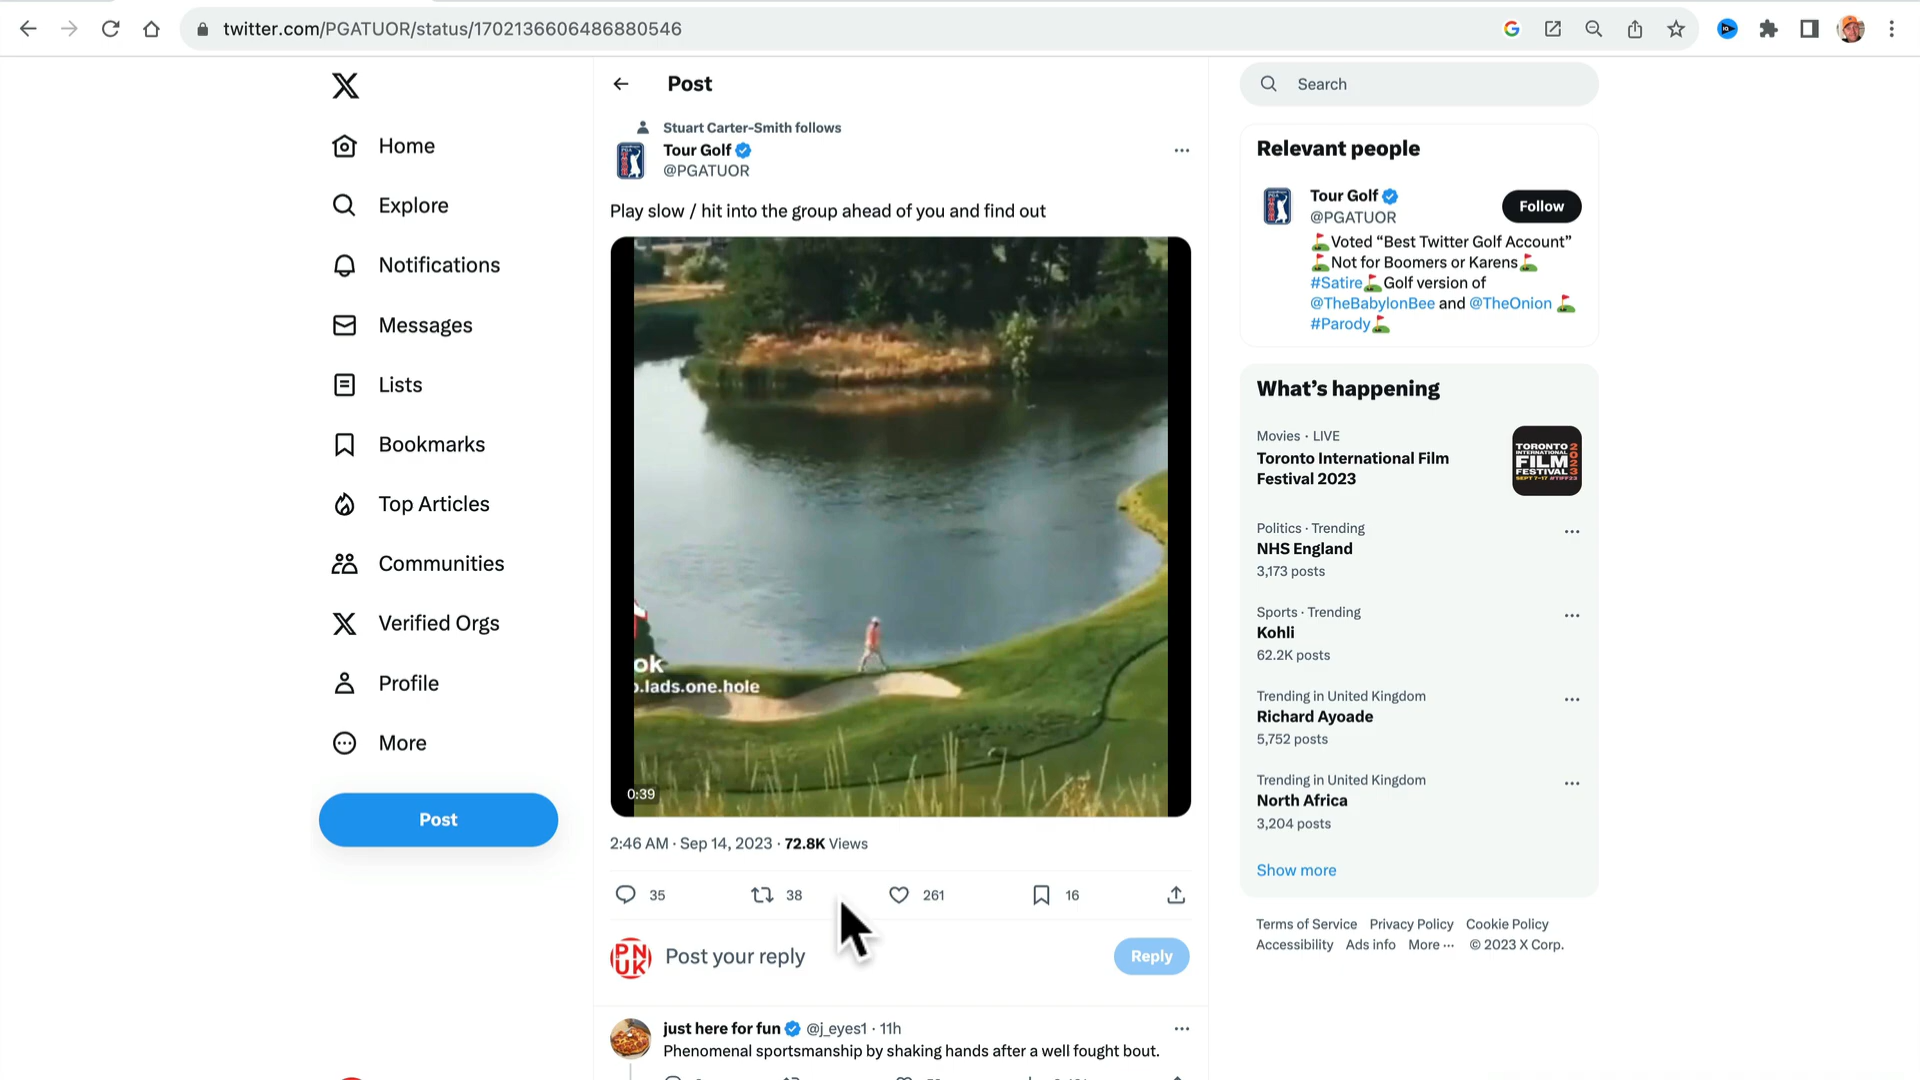 twitter.com/PGATUOR/status/1702136606486880546
Home
Explore
Notifications
Messages
Lists
Bookmarks
Top Articles
Communities
Verified Orgs
Profile
More
Post
Post
Stuart Carter-Smith follows
Tour Golf
@PGATUOR
Play slow / hit into the group ahead of you and find out
ok
o.lads.one.hole
0:39
2:46 AM · Sep 14, 2023 · 72.8K Views
35 38 261 16
PN
UK
Post your reply
Reply
just here for fun @j_eyes1 · 11h
Phenomenal sportsmanship by shaking hands after a well fought bout.
Search
Relevant people
Tour Golf
@PGATUOR
Follow
Voted “Best Twitter Golf Account”
Not for Boomers or Karens
#Satire Golf version of
@TheBabylonBee and @TheOnion
#Parody
What’s happening
Movies · LIVE
Toronto International Film
Festival 2023
TORONTO
INTERNATIONAL
FILM
FESTIVAL
2023
SEPT 7–17 #TIFF23
Politics · Trending
NHS England
3,173 posts
Sports · Trending
Kohli
62.2K posts
Trending in United Kingdom
Richard Ayoade
5,752 posts
Trending in United Kingdom
North Africa
3,204 posts
Show more
Terms of Service Privacy Policy Cookie Policy
Accessibility Ads info More ··· © 2023 X Corp.